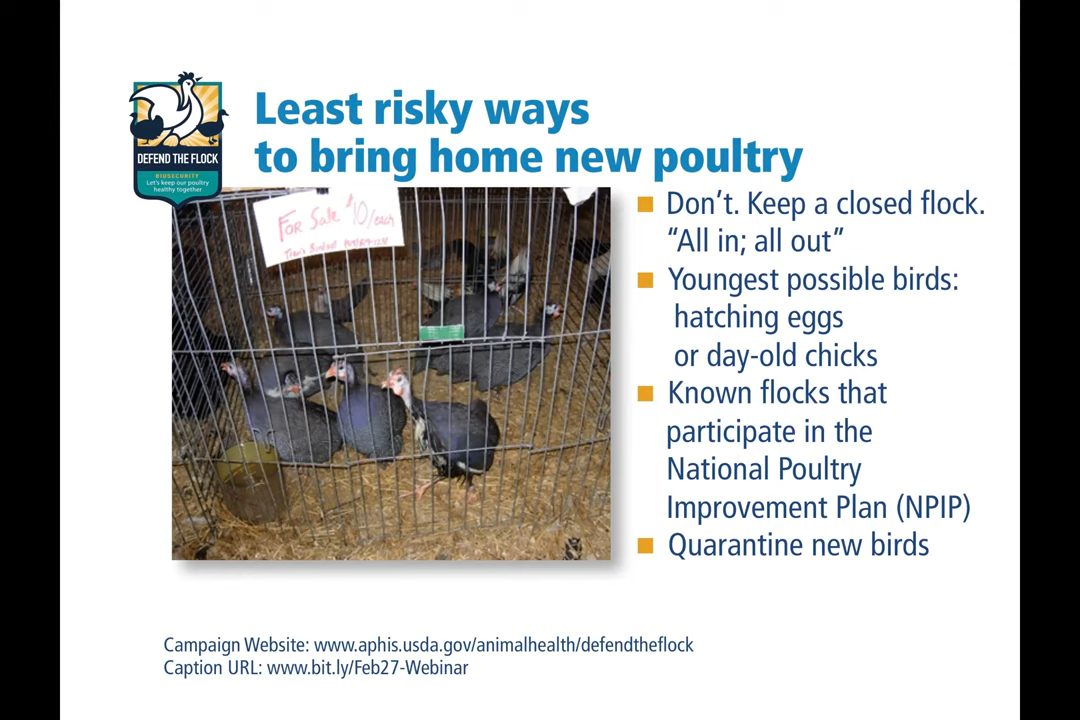 Least risky ways
to bring home new poultry
DEFEND THE FLOCK
BIOSECURITY
Let's keep our poultry
healthy together
For Sale $10/each
Don't. Keep a closed flock.
“All in; all out”
Youngest possible birds:
hatching eggs
or day-old chicks
Known flocks that
participate in the
National Poultry
Improvement Plan (NPIP)
Quarantine new birds
Campaign Website: www.aphis.usda.gov/animalhealth/defendtheflock
Caption URL: www.bit.ly/Feb27-Webinar